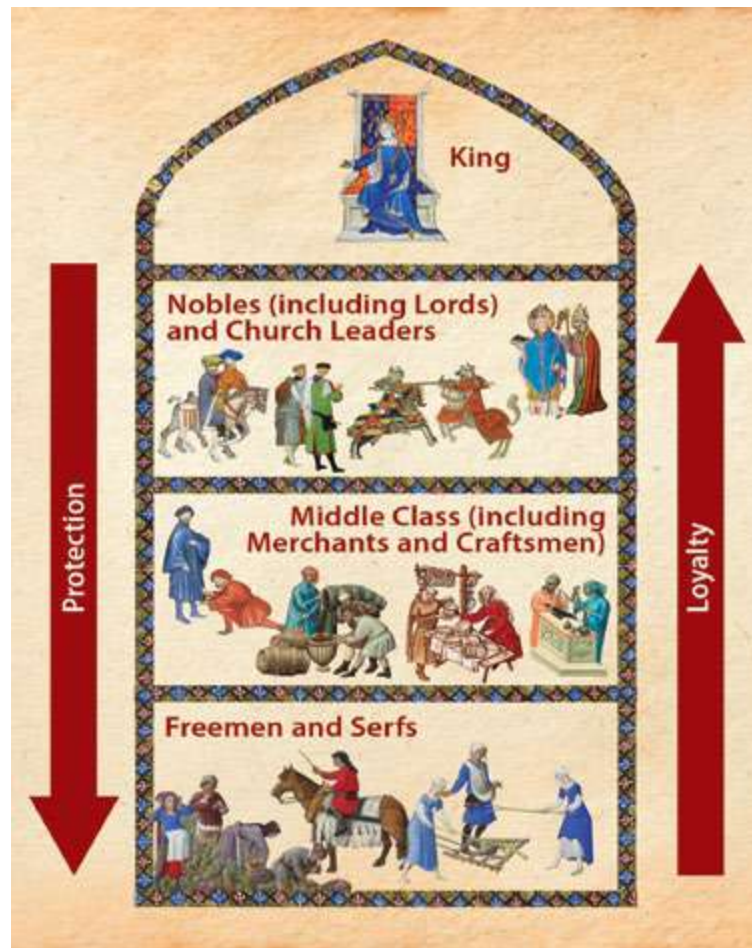 King
Nobles (including Lords)
and Church Leaders
Protection
Middle Class (including
Merchants and Craftsmen)
Loyalty
Freemen and Serfs